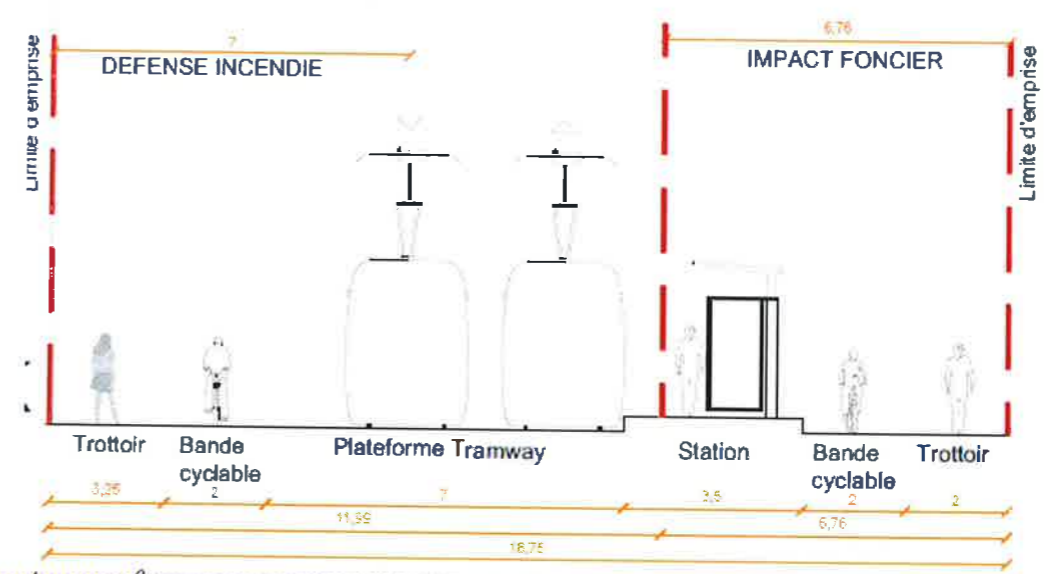 7
6,76
DEFENSE INCENDIE
IMPACT FONCIER
Limite d'emprise
Limite d'emprise
Trottoir
Bande
cyclable
Plateforme Tramway
Station
Bande
cyclable
Trottoir
3,25
2
7
3,5
2
2
11,99
6,76
18,75